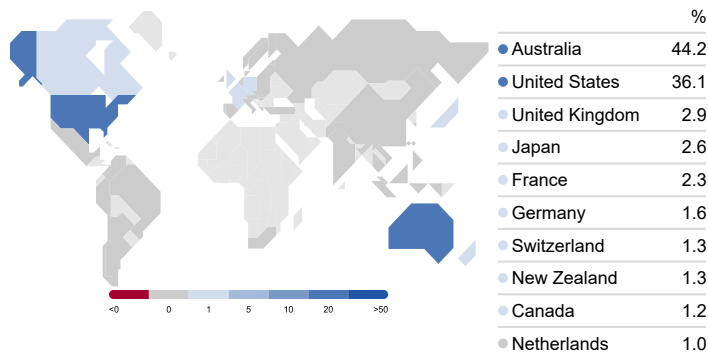 %
Australia 44.2
United States 36.1
United Kingdom 2.9
Japan 2.6
France 2.3
Germany 1.6
Switzerland 1.3
New Zealand 1.3
Canada 1.2
Netherlands 1.0
<0 0 1 5 10 20 >50